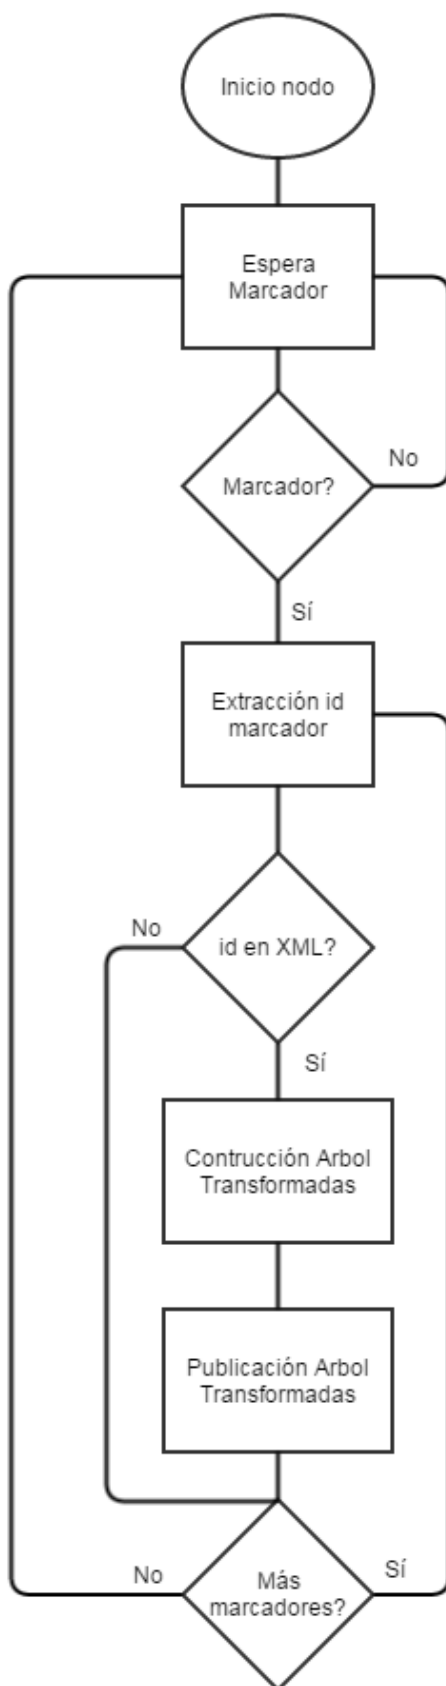 Inicio nodo
Espera
Marcador
Marcador?
No
Sí
Extracción id
marcador
No
id en XML?
Sí
Contrucción Arbol
Transformadas
Publicación Arbol
Transformadas
No
Más
marcadores?
Sí